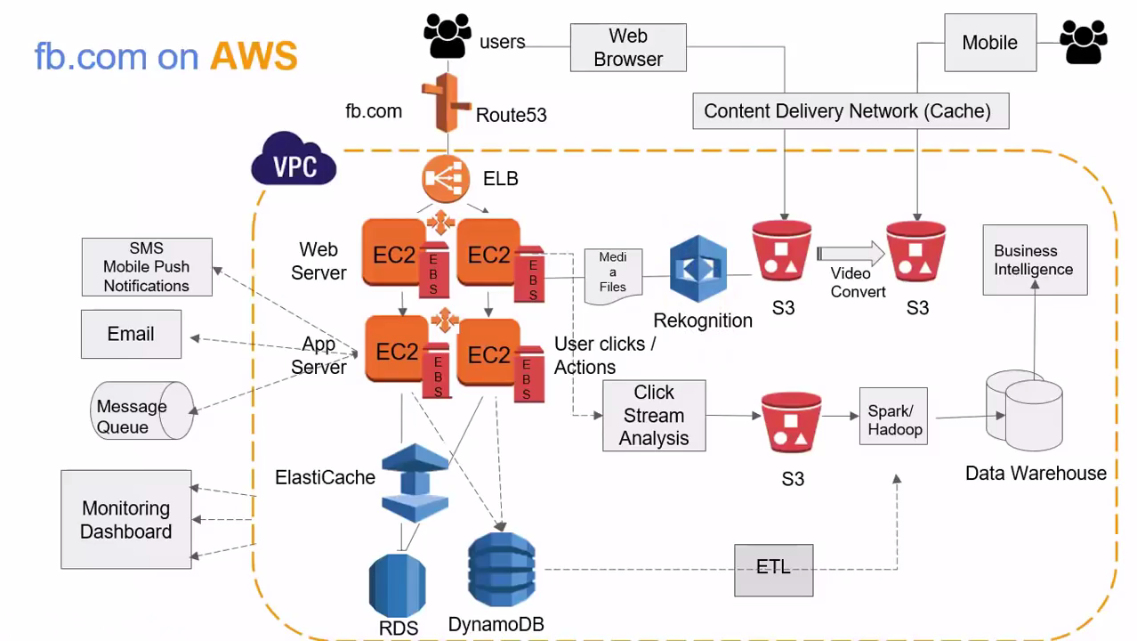 fb.com on AWS
users
Web
Browser
Mobile
fb.com
Route53
Content Delivery Network (Cache)
VPC
ELB
Web
Server
EC2
EBS
EC2
EBS
Medi
a
Files
Rekognition
S3
Video
Convert
S3
Business
Intelligence
SMS
Mobile Push
Notifications
Email
Message
Queue
App
Server
EC2
EBS
EC2
EBS
User clicks /
Actions
Click
Stream
Analysis
S3
Spark/
Hadoop
Data Warehouse
ElastiCache
Monitoring
Dashboard
RDS
DynamoDB
ETL